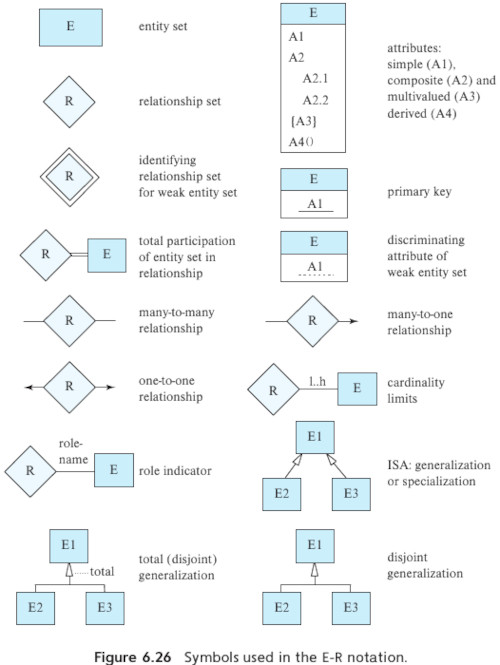 E
entity set
E
A1
A2
A2.1
A2.2
{A3}
A4()
attributes:
simple (A1),
composite (A2) and
multivalued (A3)
derived (A4)
R
relationship set
R
identifying
relationship set
for weak entity set
E
A1
primary key
R
E
total participation
of entity set in
relationship
E
A1
discriminating
attribute of
weak entity set
R
many-to-many
relationship
R
many-to-one
relationship
R
one-to-one
relationship
R
l..h
E
cardinality
limits
R
role-
name
E
role indicator
E1
E2
E3
ISA: generalization
or specialization
E1
total
E2
E3
total (disjoint)
generalization
E1
E2
E3
disjoint
generalization
Figure 6.26 Symbols used in the E-R notation.